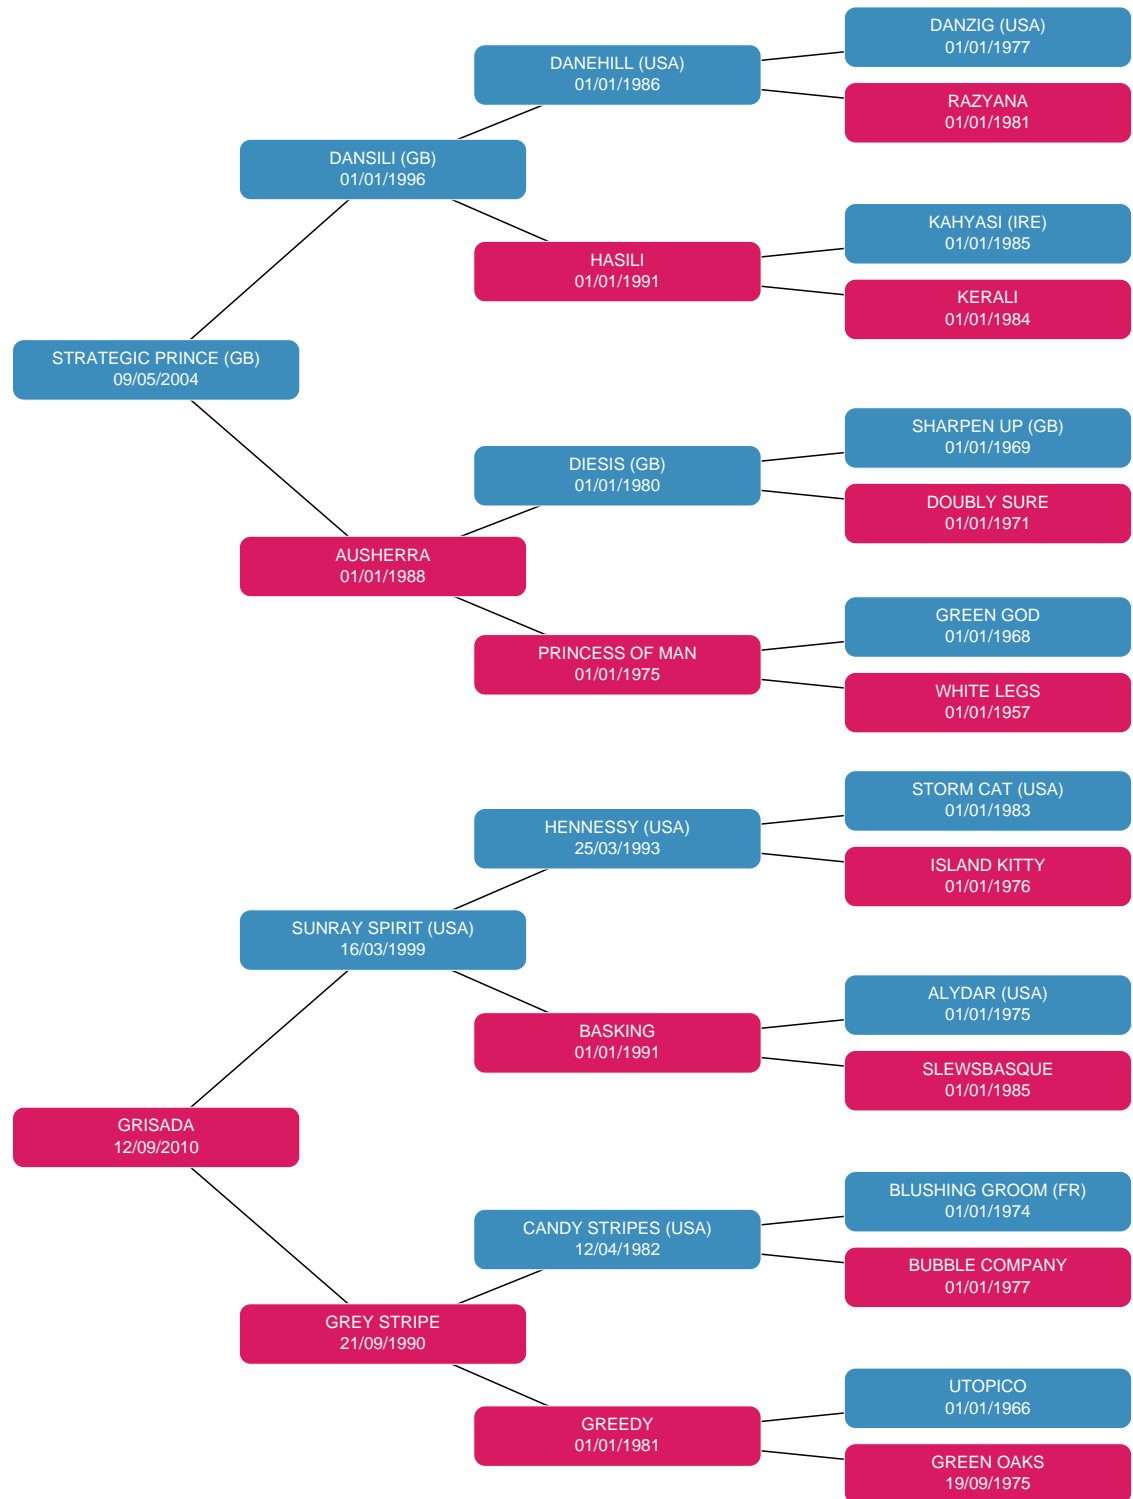 DANZIG (USA)
01/01/1977
DANEHILL (USA)
01/01/1986
RAZYANA
01/01/1981
DANSILI (GB)
01/01/1996
KAHYASI (IRE)
01/01/1985
HASILI
01/01/1991
KERALI
01/01/1984
STRATEGIC PRINCE (GB)
09/05/2004
SHARPEN UP (GB)
01/01/1969
DIESIS (GB)
01/01/1980
DOUBLY SURE
01/01/1971
AUSHERRA
01/01/1988
GREEN GOD
01/01/1968
PRINCESS OF MAN
01/01/1975
WHITE LEGS
01/01/1957
STORM CAT (USA)
01/01/1983
HENNESSY (USA)
25/03/1993
ISLAND KITTY
01/01/1976
SUNRAY SPIRIT (USA)
16/03/1999
ALYDAR (USA)
01/01/1975
BASKING
01/01/1991
SLEWSBASQUE
01/01/1985
GRISADA
12/09/2010
BLUSHING GROOM (FR)
01/01/1974
CANDY STRIPES (USA)
12/04/1982
BUBBLE COMPANY
01/01/1977
GREY STRIPE
21/09/1990
UTOPICO
01/01/1966
GREEDY
01/01/1981
GREEN OAKS
19/09/1975